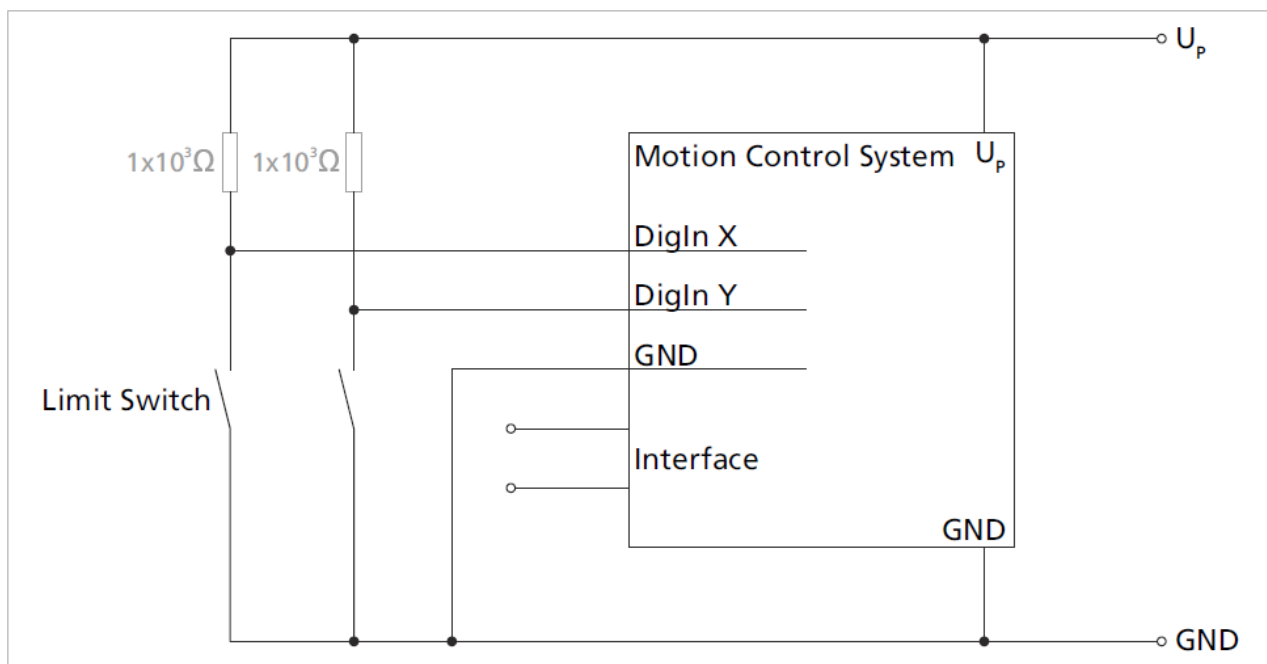 U_P
1x10³Ω
1x10³Ω
Motion Control System
U_P
DigIn X
DigIn Y
GND
Limit Switch
Interface
GND
GND